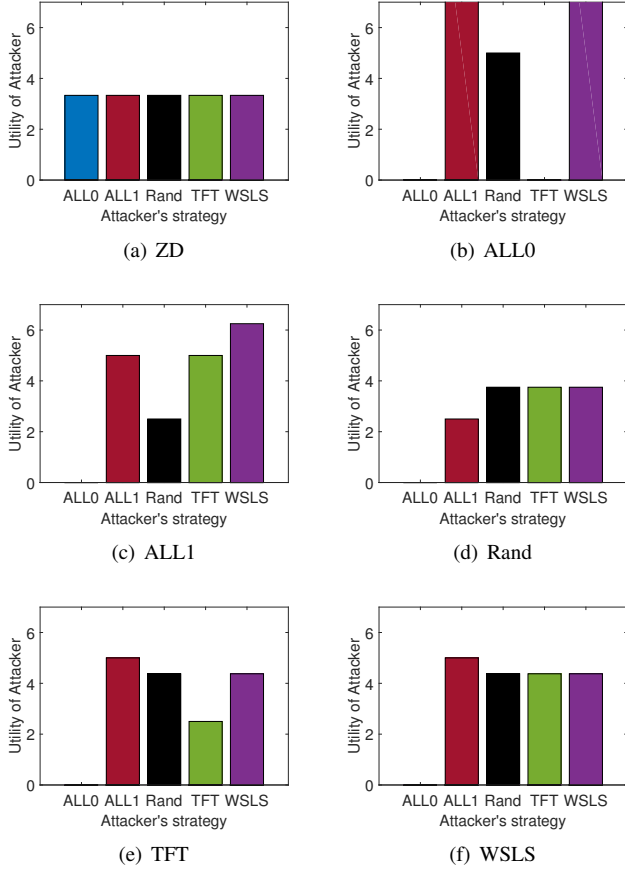 Utility of Attacker
6
4
2
0
ALL0 ALL1 Rand TFT WSLS
Attacker's strategy
(a) ZD
Utility of Attacker
6
4
2
0
ALL0 ALL1 Rand TFT WSLS
Attacker's strategy
(b) ALL0
Utility of Attacker
6
4
2
0
ALL0 ALL1 Rand TFT WSLS
Attacker's strategy
(c) ALL1
Utility of Attacker
6
4
2
0
ALL0 ALL1 Rand TFT WSLS
Attacker's strategy
(d) Rand
Utility of Attacker
6
4
2
0
ALL0 ALL1 Rand TFT WSLS
Attacker's strategy
(e) TFT
Utility of Attacker
6
4
2
0
ALL0 ALL1 Rand TFT WSLS
Attacker's strategy
(f) WSLS